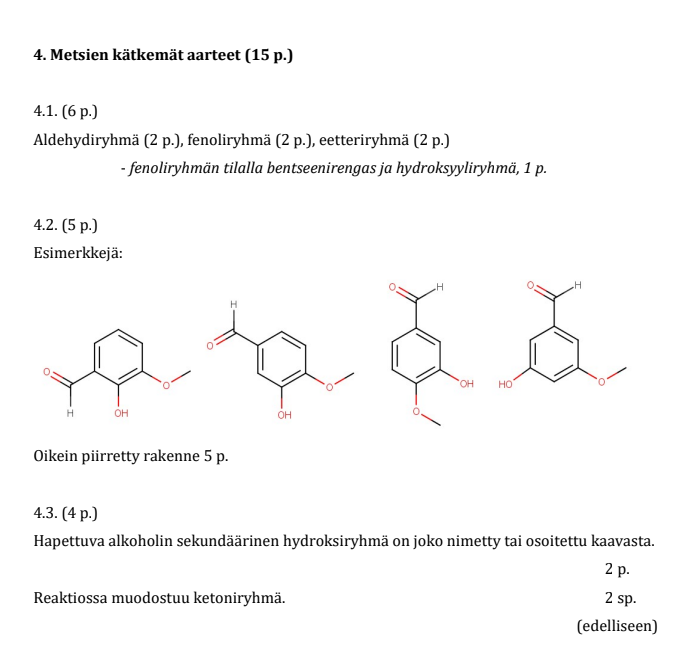 4. Metsien kätkemät aarteet (15 p.)
4.1. (6 p.)
Aldehydiryhmä (2 p.), fenoliryhmä (2 p.), eetteriryhmä (2 p.)
- fenoliryhmän tilalla bentseenirengas ja hydroksyyliryhmä, 1 p.
4.2. (5 p.)
Esimerkkejä:
O H OH O
H O OH O
O H OH O
O H HO O
Oikein piirretty rakenne 5 p.
4.3. (4 p.)
Hapettuva alkoholin sekundäärinen hydroksiryhmä on joko nimetty tai osoitettu kaavasta.
2 p.
Reaktiossa muodostuu ketoniryhmä. 2 sp.
(edelliseen)